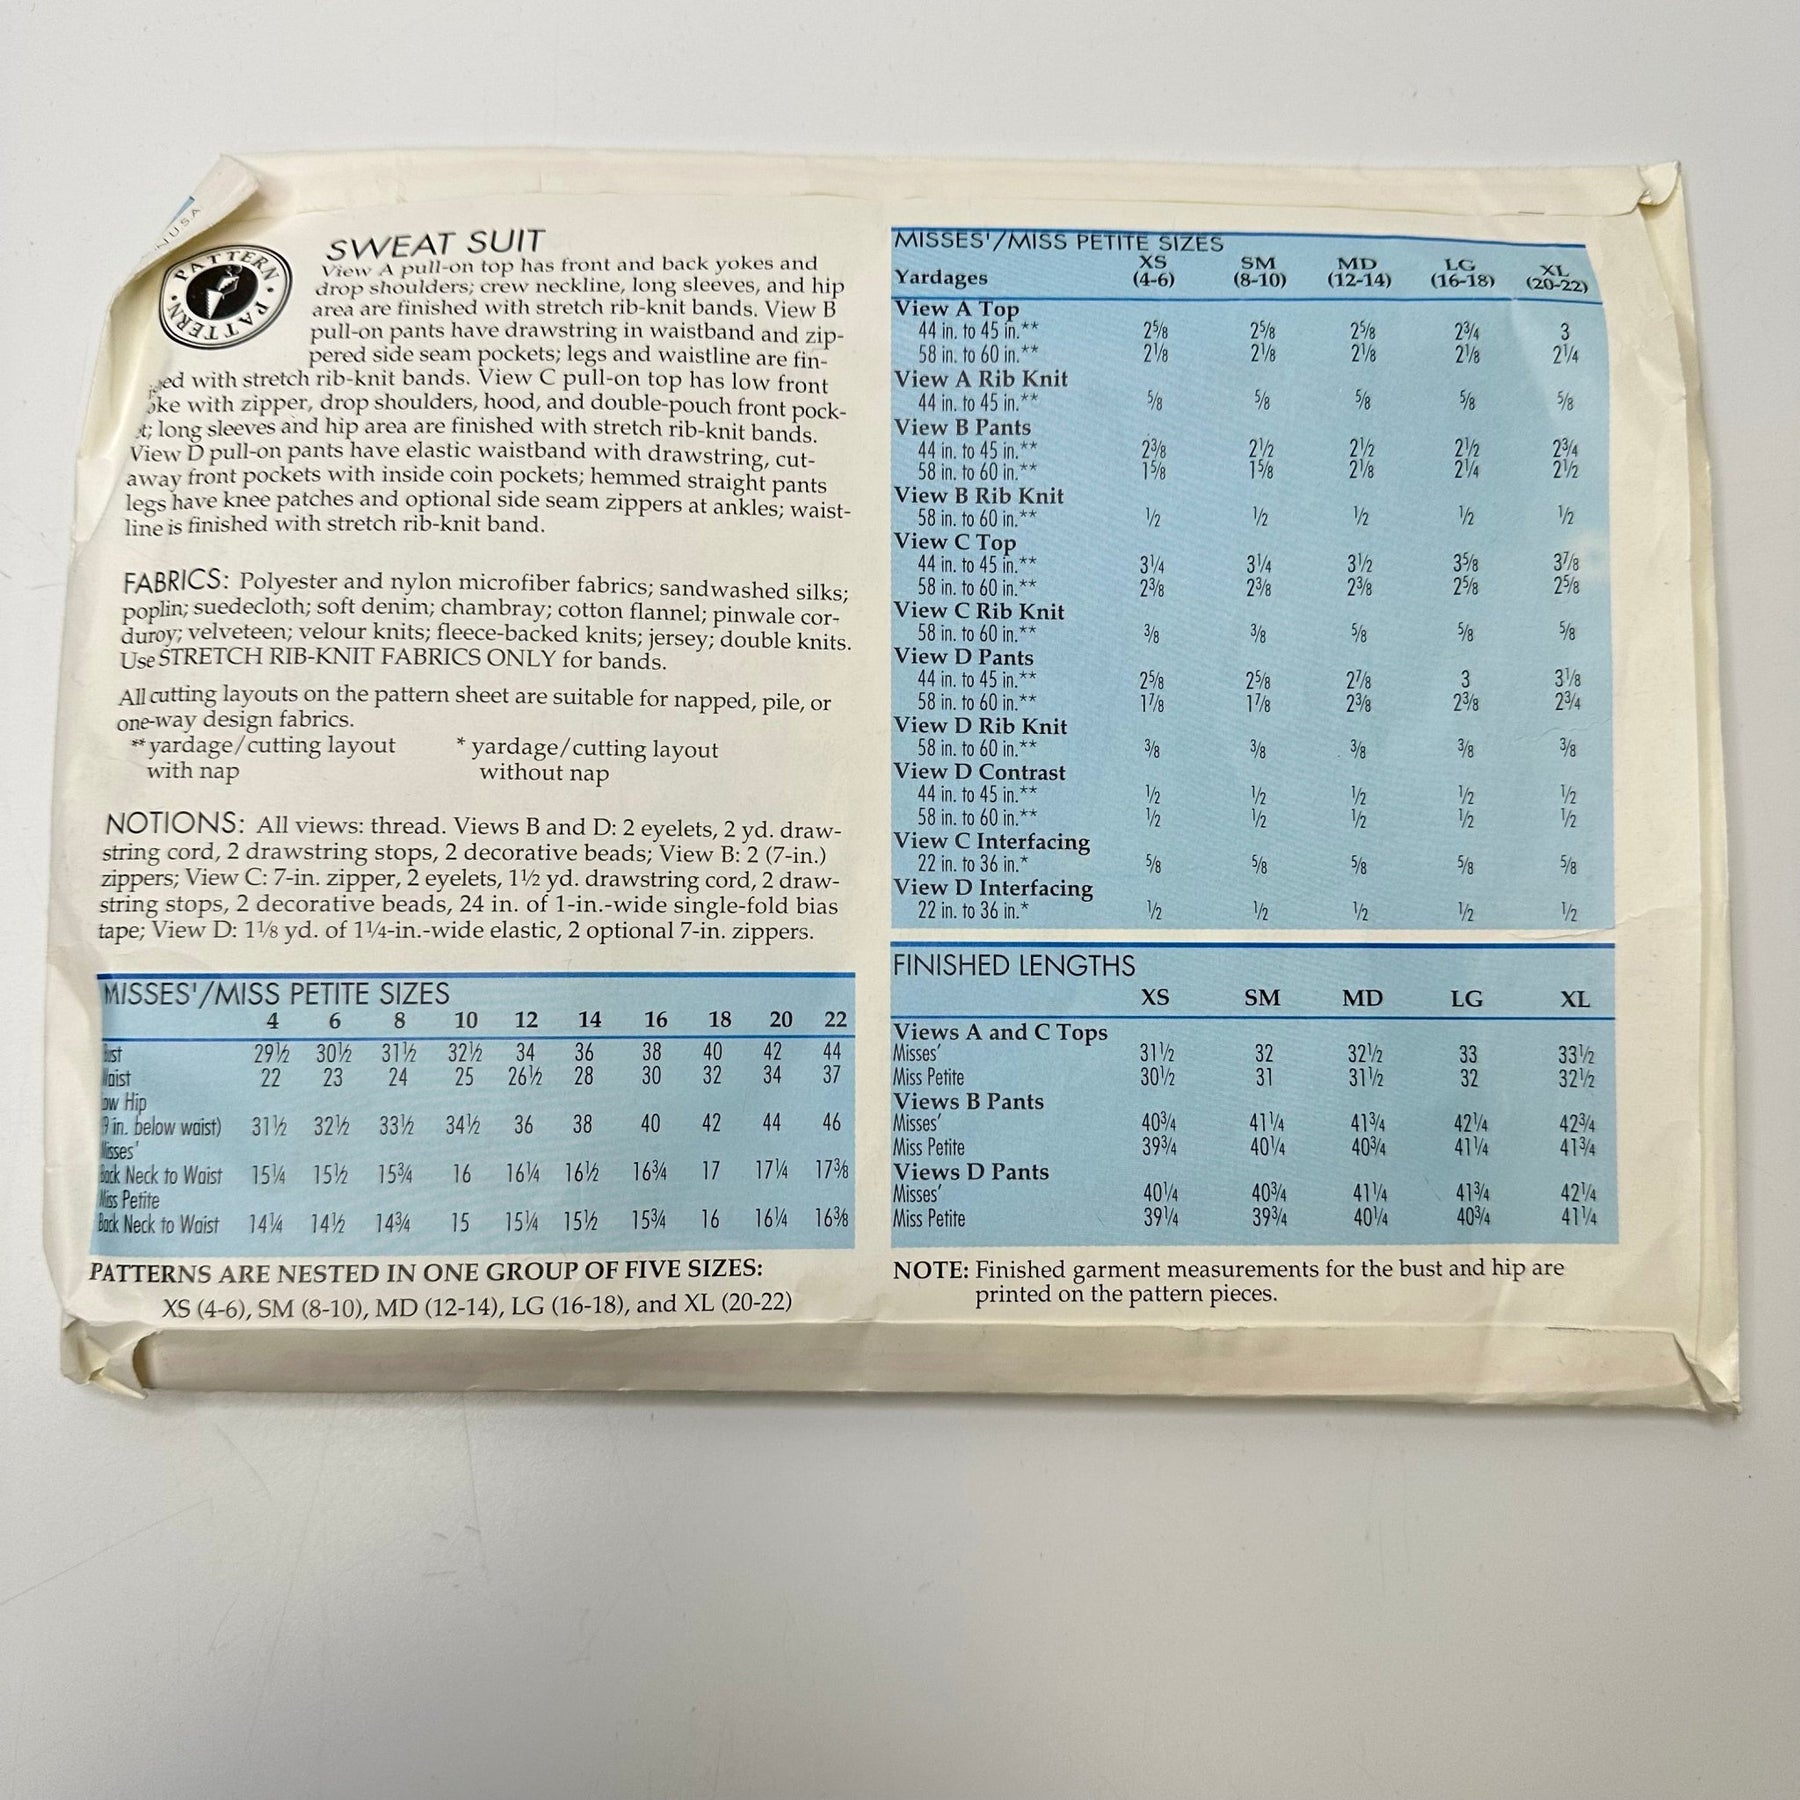 N USA
PATTERN • PATTERN •
SWEAT SUIT
View A pull-on top has front and back yokes and
drop shoulders; crew neckline, long sleeves, and hip
area are finished with stretch rib-knit bands. View B
pull-on pants have drawstring in waistband and zip-
pered side seam pockets; legs and waistline are fin-
ed with stretch rib-knit bands. View C pull-on top has low front
oke with zipper, drop shoulders, hood, and double-pouch front pock-
et; long sleeves and hip area are finished with stretch rib-knit bands.
View D pull-on pants have elastic waistband with drawstring, cut-
away front pockets with inside coin pockets; hemmed straight pants
legs have knee patches and optional side seam zippers at ankles; waist-
line is finished with stretch rib-knit band.
FABRICS: Polyester and nylon microfiber fabrics; sandwashed silks;
poplin; suedecloth; soft denim; chambray; cotton flannel; pinwale cor-
duroy; velveteen; velour knits; fleece-backed knits; jersey; double knits.
Use STRETCH RIB-KNIT FABRICS ONLY for bands.
All cutting layouts on the pattern sheet are suitable for napped, pile, or
one-way design fabrics.
** yardage/cutting layout * yardage/cutting layout
with nap without nap
NOTIONS: All views: thread. Views B and D: 2 eyelets, 2 yd. draw-
string cord, 2 drawstring stops, 2 decorative beads; View B: 2 (7-in.)
zippers; View C: 7-in. zipper, 2 eyelets, 1½ yd. drawstring cord, 2 draw-
string stops, 2 decorative beads, 24 in. of 1-in.-wide single-fold bias
tape; View D: 1⅛ yd. of 1¼-in.-wide elastic, 2 optional 7-in. zippers.
MISSES'/MISS PETITE SIZES
4 6 8 10 12 14 16 18 20 22
ust 29½ 30½ 31½ 32½ 34 36 38 40 42 44
aist 22 23 24 25 26½ 28 30 32 34 37
ow Hip
9 in. below waist) 31½ 32½ 33½ 34½ 36 38 40 42 44 46
Misses'
Back Neck to Waist 15¼ 15½ 15¾ 16 16¼ 16½ 16¾ 17 17¼ 17⅜
Miss Petite
Back Neck to Waist 14¼ 14½ 14¾ 15 15¼ 15½ 15¾ 16 16¼ 16⅜
PATTERNS ARE NESTED IN ONE GROUP OF FIVE SIZES:
XS (4-6), SM (8-10), MD (12-14), LG (16-18), and XL (20-22)
MISSES'/MISS PETITE SIZES
XS SM MD LG XL
Yardages (4-6) (8-10) (12-14) (16-18) (20-22)
View A Top
44 in. to 45 in.** 2⅝ 2⅝ 2⅝ 2¾ 3
58 in. to 60 in.** 2⅛ 2⅛ 2⅛ 2⅛ 2¼
View A Rib Knit
44 in. to 45 in.** ⅝ ⅝ ⅝ ⅝ ⅝
View B Pants
44 in. to 45 in.** 2⅜ 2½ 2½ 2½ 2¾
58 in. to 60 in.** 1⅝ 1⅝ 2⅛ 2¼ 2½
View B Rib Knit
58 in. to 60 in.** ½ ½ ½ ½ ½
View C Top
44 in. to 45 in.** 3¼ 3¼ 3½ 3⅝ 3⅞
58 in. to 60 in.** 2⅜ 2⅜ 2⅜ 2⅝ 2⅝
View C Rib Knit
58 in. to 60 in.** ⅜ ⅜ ⅝ ⅝ ⅝
View D Pants
44 in. to 45 in.** 2⅝ 2⅝ 2⅞ 3 3⅛
58 in. to 60 in.** 1⅞ 1⅞ 2⅜ 2⅜ 2¾
View D Rib Knit
58 in. to 60 in.** ⅜ ⅜ ⅜ ⅜ ⅜
View D Contrast
44 in. to 45 in.** ½ ½ ½ ½ ½
58 in. to 60 in.** ½ ½ ½ ½ ½
View C Interfacing
22 in. to 36 in.* ⅝ ⅝ ⅝ ⅝ ⅝
View D Interfacing
22 in. to 36 in.* ½ ½ ½ ½ ½
FINISHED LENGTHS
XS SM MD LG XL
Views A and C Tops
Misses' 31½ 32 32½ 33 33½
Miss Petite 30½ 31 31½ 32 32½
Views B Pants
Misses' 40¾ 41¼ 41¾ 42¼ 42¾
Miss Petite 39¾ 40¼ 40¾ 41¼ 41¾
Views D Pants
Misses' 40¼ 40¾ 41¼ 41¾ 42¼
Miss Petite 39¼ 39¾ 40¼ 40¾ 41¼
NOTE: Finished garment measurements for the bust and hip are
printed on the pattern pieces.